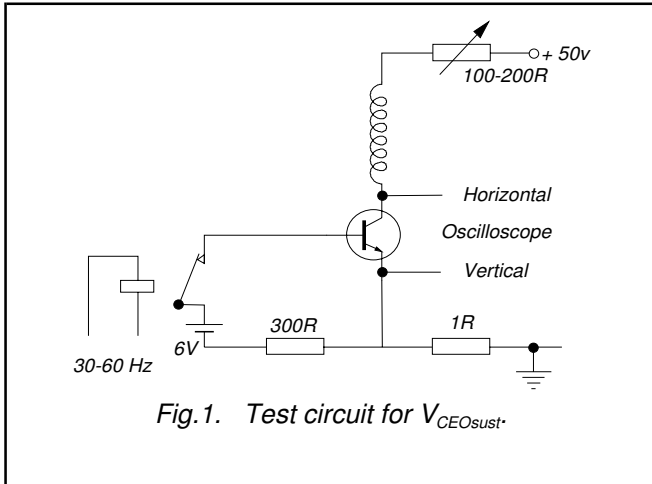 + 50v
100-200R
Horizontal
Oscilloscope
Vertical
300R
1R
6V
30-60 Hz
Fig.1. Test circuit for VCEOsust.